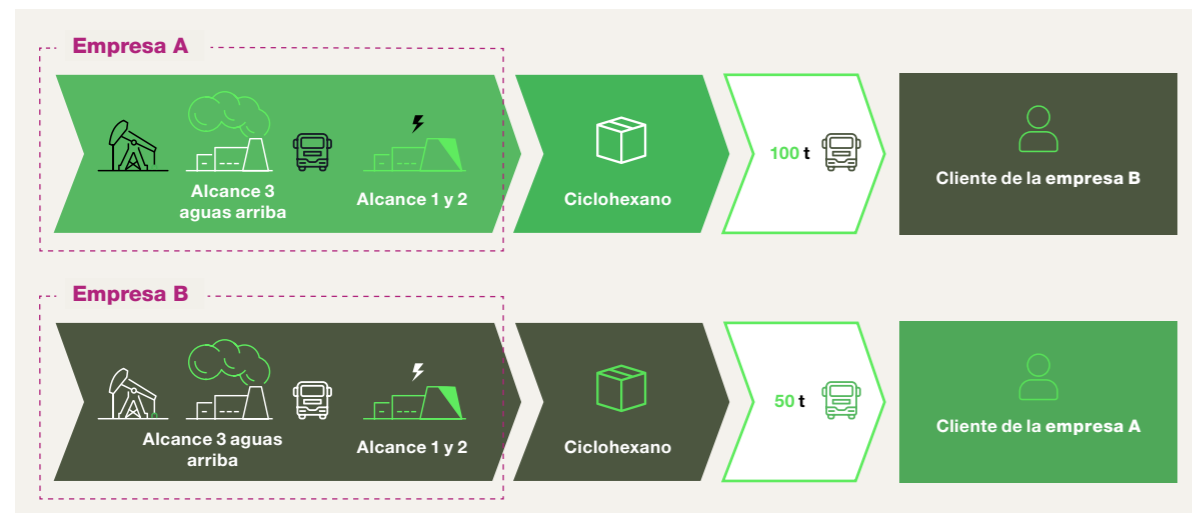 Empresa A
Alcance 3
aguas arriba
Alcance 1 y 2
Ciclohexano
100 t
Cliente de la empresa B
Empresa B
Alcance 3 aguas
arriba
Alcance 1 y 2
Ciclohexano
50 t
Cliente de la empresa A